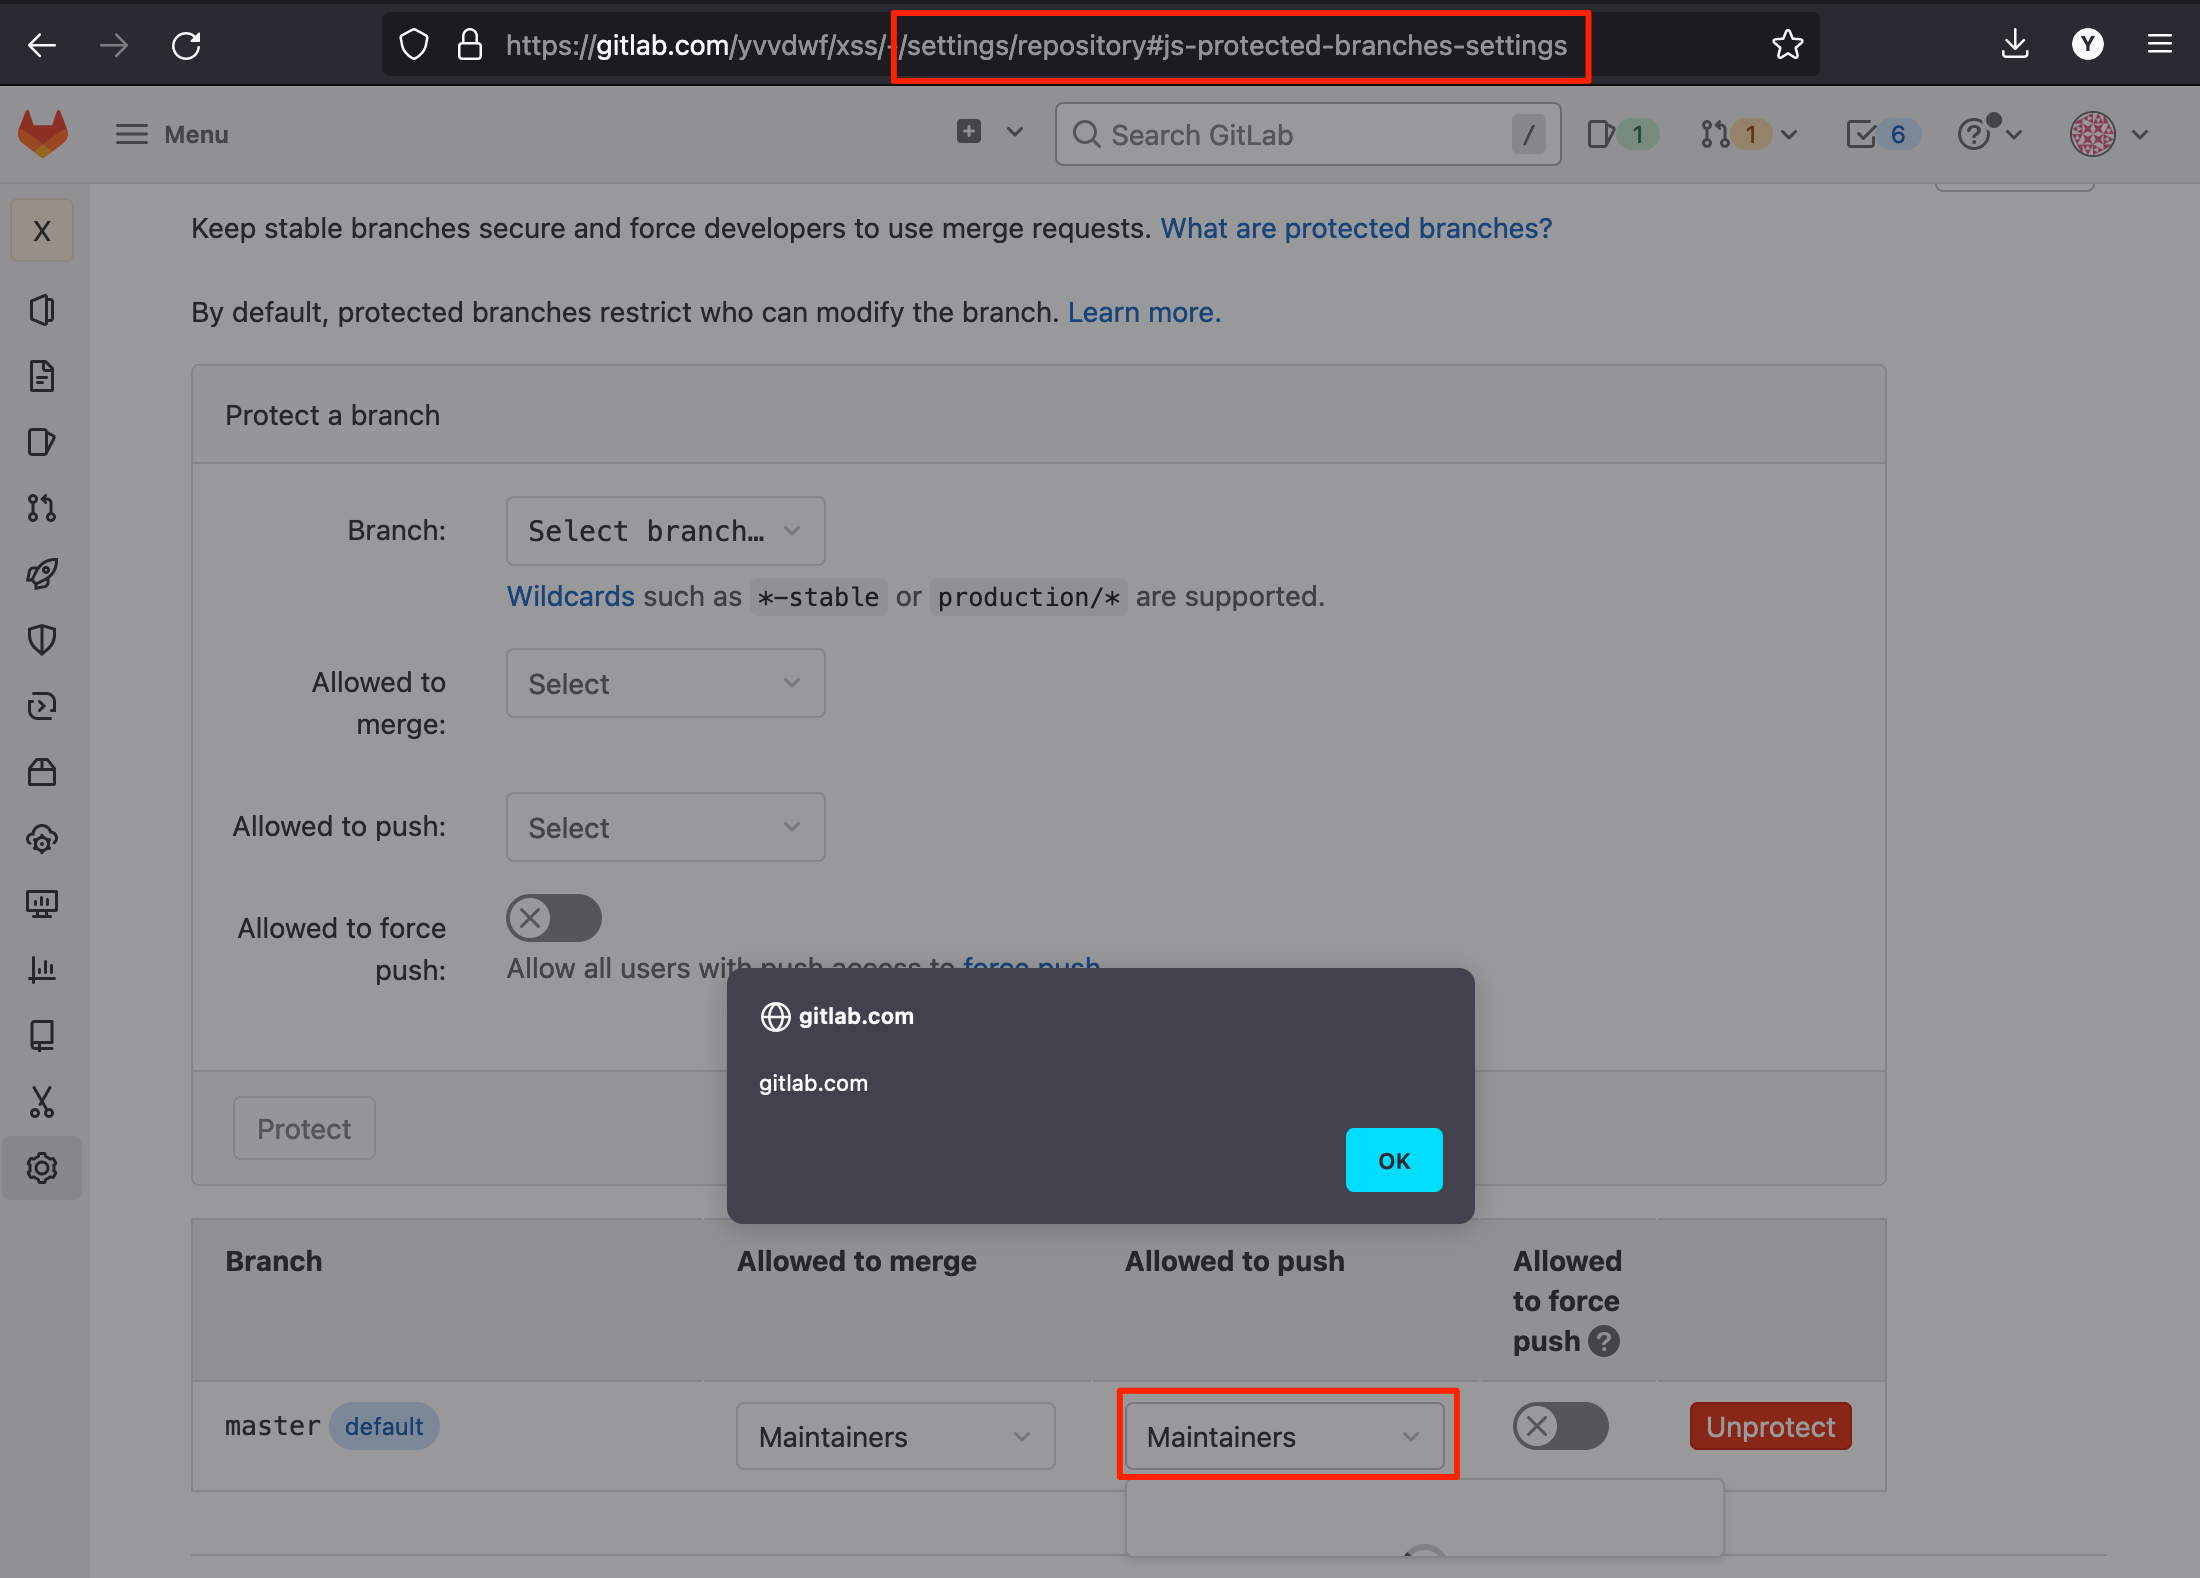 https://gitlab.com/yvvdwf/xss/-/settings/repository#js-protected-branches-settings
Y
Menu
Search GitLab
/
1
1
6
X
Keep stable branches secure and force developers to use merge requests. What are protected branches?
By default, protected branches restrict who can modify the branch. Learn more.
Protect a branch
Branch:
Select branch…
Wildcards such as *-stable or production/* are supported.
Allowed to
merge:
Select
Allowed to push:
Select
Allowed to force
push:
Allow all users with push access to force push
gitlab.com
gitlab.com
OK
Protect
Branch
Allowed to merge
Allowed to push
Allowed
to force
push ?
master default
Maintainers
Maintainers
Unprotect